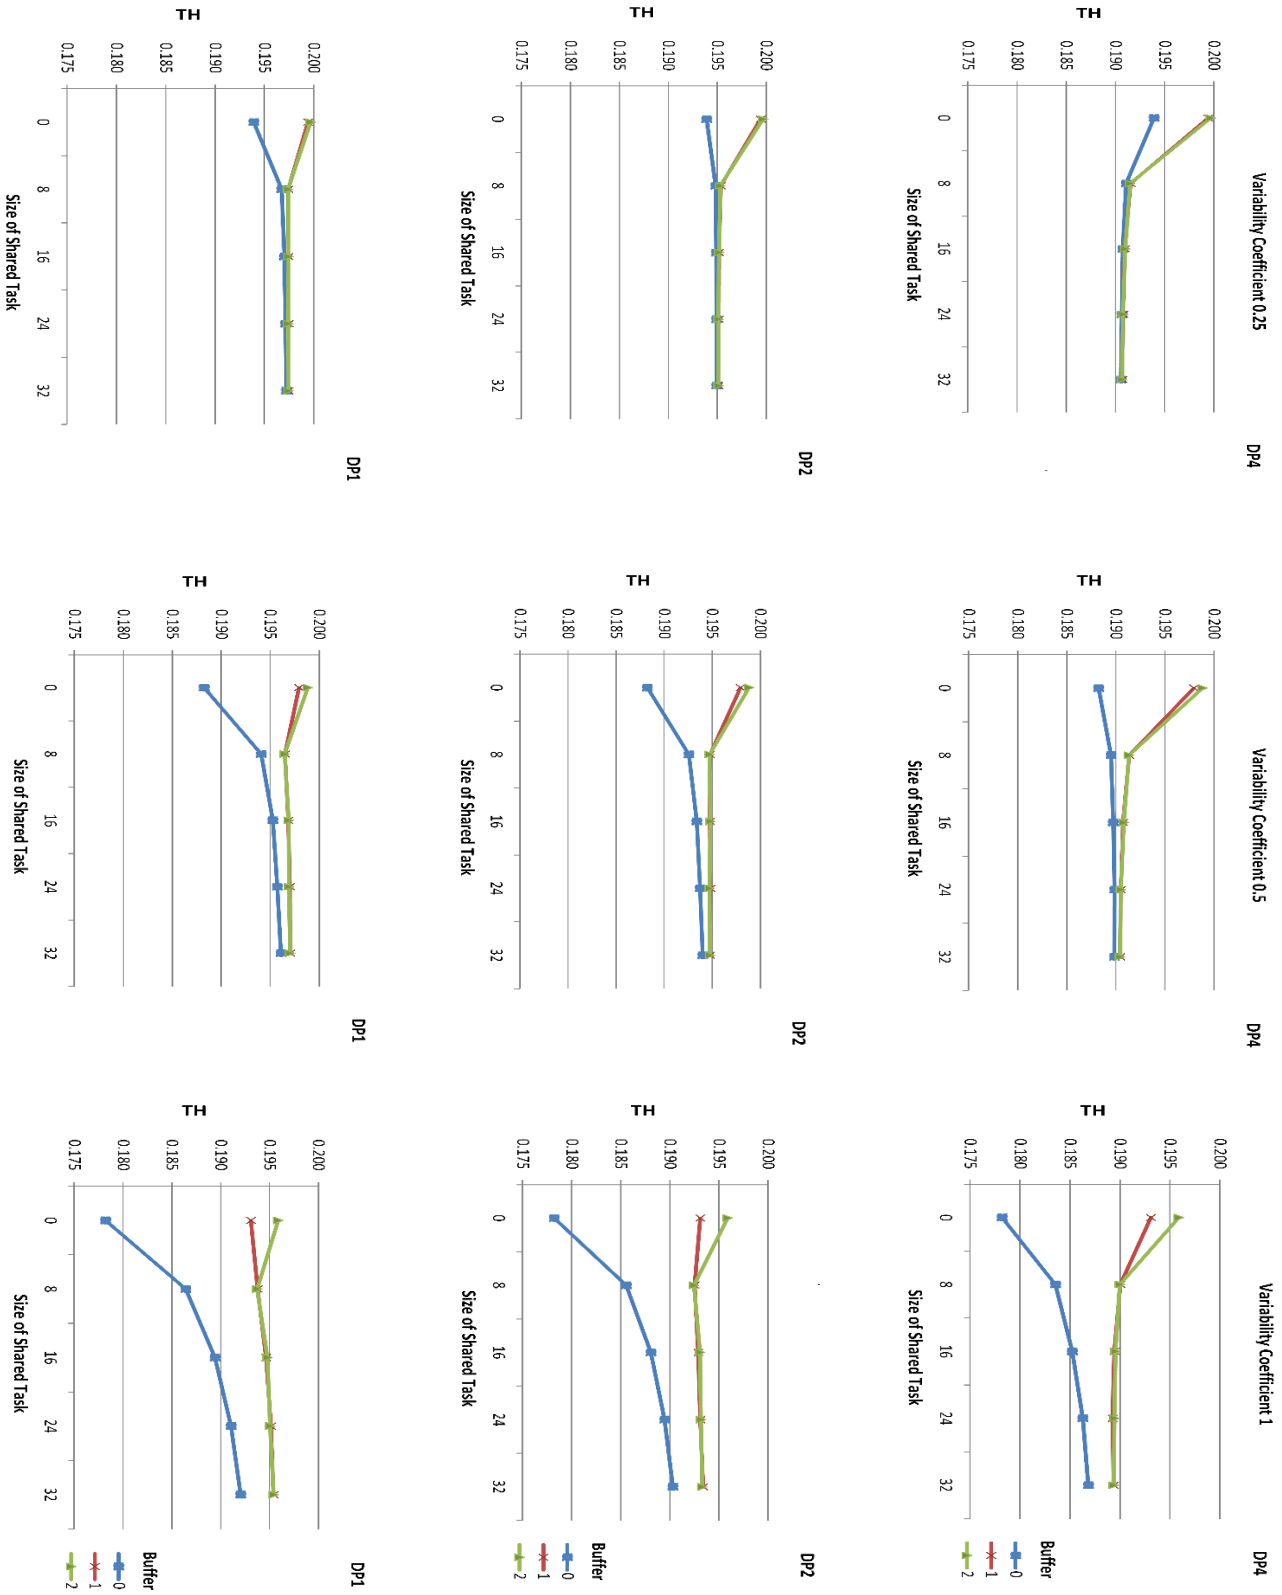 Variability Coefficient 0.25
Variability Coefficient 0.5
Variability Coefficient 1
DP4
TH
0.200
0.195
0.190
0.185
0.180
0.175
0 8 16 24 32
Size of Shared Task
DP4
TH
0.200
0.195
0.190
0.185
0.180
0.175
0 8 16 24 32
Size of Shared Task
DP4
TH
0.200
0.195
0.190
0.185
0.180
0.175
0 8 16 24 32
Size of Shared Task
Buffer
0
1
2
DP2
TH
0.200
0.195
0.190
0.185
0.180
0.175
0 8 16 24 32
Size of Shared Task
DP2
TH
0.200
0.195
0.190
0.185
0.180
0.175
0 8 16 24 32
Size of Shared Task
DP2
TH
0.200
0.195
0.190
0.185
0.180
0.175
0 8 16 24 32
Size of Shared Task
Buffer
0
1
2
DP1
TH
0.200
0.195
0.190
0.185
0.180
0.175
0 8 16 24 32
Size of Shared Task
DP1
TH
0.200
0.195
0.190
0.185
0.180
0.175
0 8 16 24 32
Size of Shared Task
DP1
TH
0.200
0.195
0.190
0.185
0.180
0.175
0 8 16 24 32
Size of Shared Task
Buffer
0
1
2